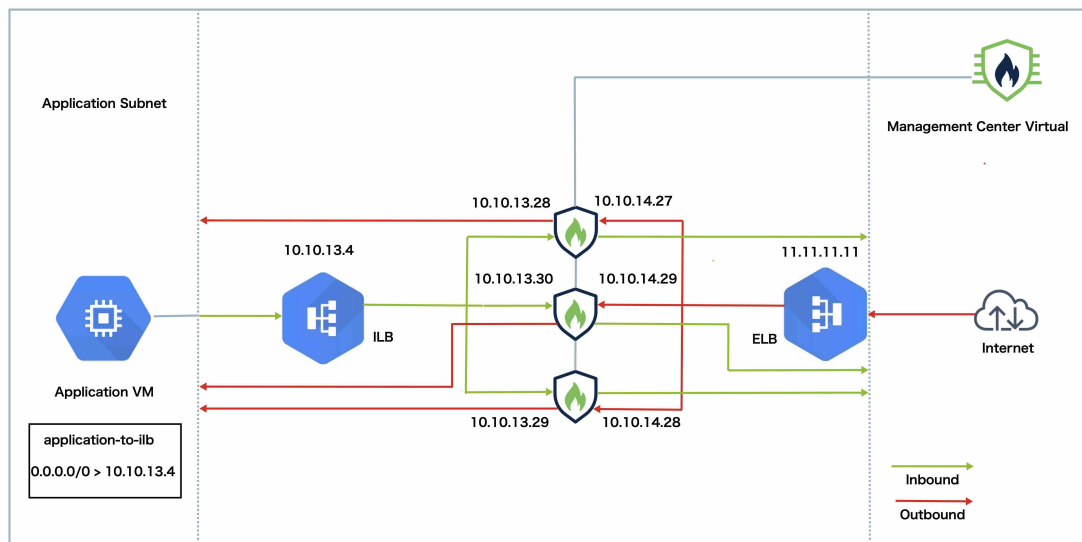 Application Subnet
Management Center Virtual
10.10.13.28
10.10.14.27
10.10.13.4
11.11.11.11
10.10.13.30
10.10.14.29
ILB
ELB
Internet
Application VM
10.10.13.29
10.10.14.28
application-to-ilb
0.0.0.0/0 > 10.10.13.4
Inbound
Outbound